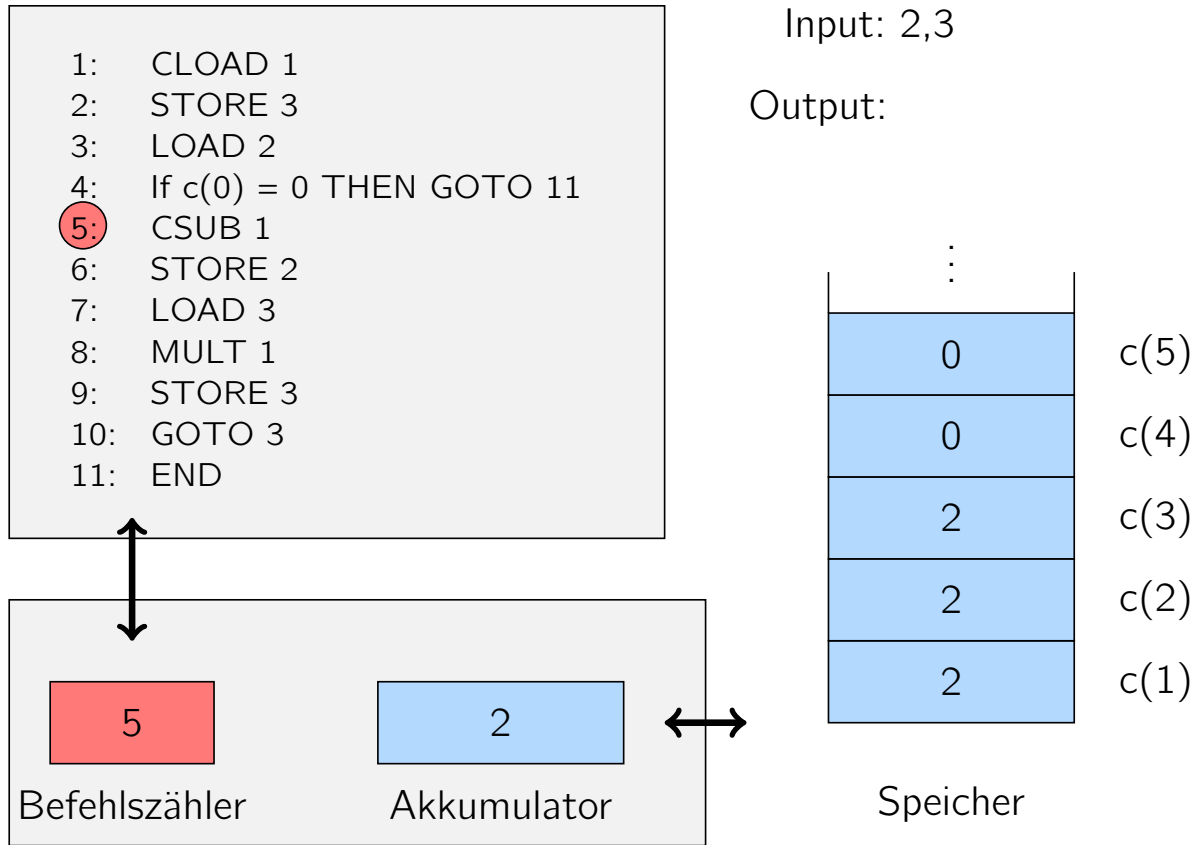 1: CLOAD 1
2: STORE 3
3: LOAD 2
4: If c(0) = 0 THEN GOTO 11
5: CSUB 1
6: STORE 2
7: LOAD 3
8: MULT 1
9: STORE 3
10: GOTO 3
11: END
Input: 2,3
Output:
⋮
0 c(5)
0 c(4)
2 c(3)
2 c(2)
2 c(1)
Speicher
5
Befehlszähler
2
Akkumulator